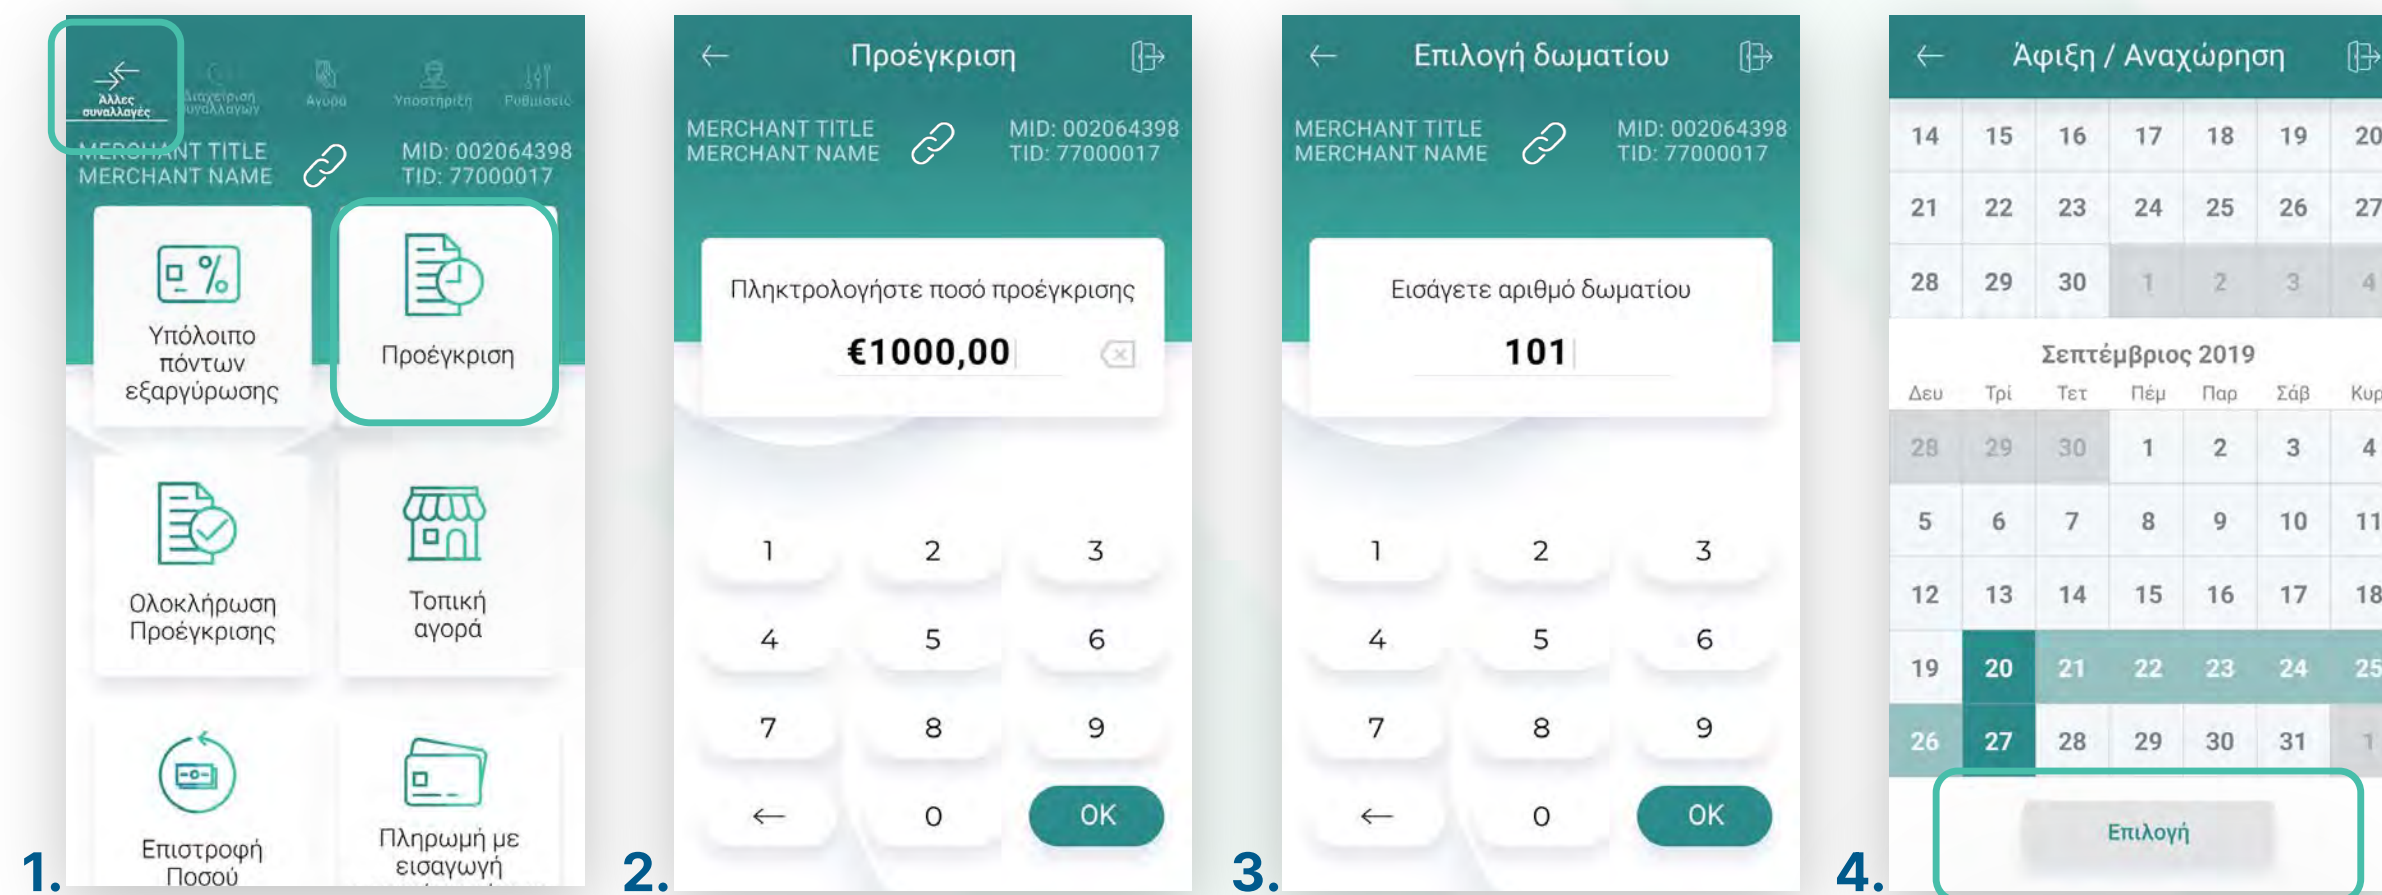 Άλλες
συναλλαγές
Διαχείριση
συναλλαγών
Αγορά
Υποστήριξη
Ρυθμίσεις
MERCHANT TITLE
MERCHANT NAME
MID: 002064398
TID: 77000017
Υπόλοιπο
πόντων
εξαργύρωσης
Προέγκριση
Ολοκλήρωση
Προέγκρισης
Τοπική
αγορά
Επιστροφή
Ποσού
Πληρωμή με
εισαγωγή
1.
Προέγκριση
MERCHANT TITLE
MERCHANT NAME
MID: 002064398
TID: 77000017
Πληκτρολογήστε ποσό προέγκρισης
€1000,00
1 2 3
4 5 6
7 8 9
0 OK
2.
Επιλογή δωματίου
MERCHANT TITLE
MERCHANT NAME
MID: 002064398
TID: 77000017
Εισάγετε αριθμό δωματίου
101
1 2 3
4 5 6
7 8 9
0 OK
3.
Άφιξη / Αναχώρηση
14 15 16 17 18 19 20
21 22 23 24 25 26 27
28 29 30 1 2 3 4
Σεπτέμβριος 2019
Δευ Τρί Τετ Πέμ Παρ Σάβ Κυρ
28 29 30 1 2 3 4
5 6 7 8 9 10 11
12 13 14 15 16 17 18
19 20 21 22 23 24 25
26 27 28 29 30 31 1
Επιλογή
4.